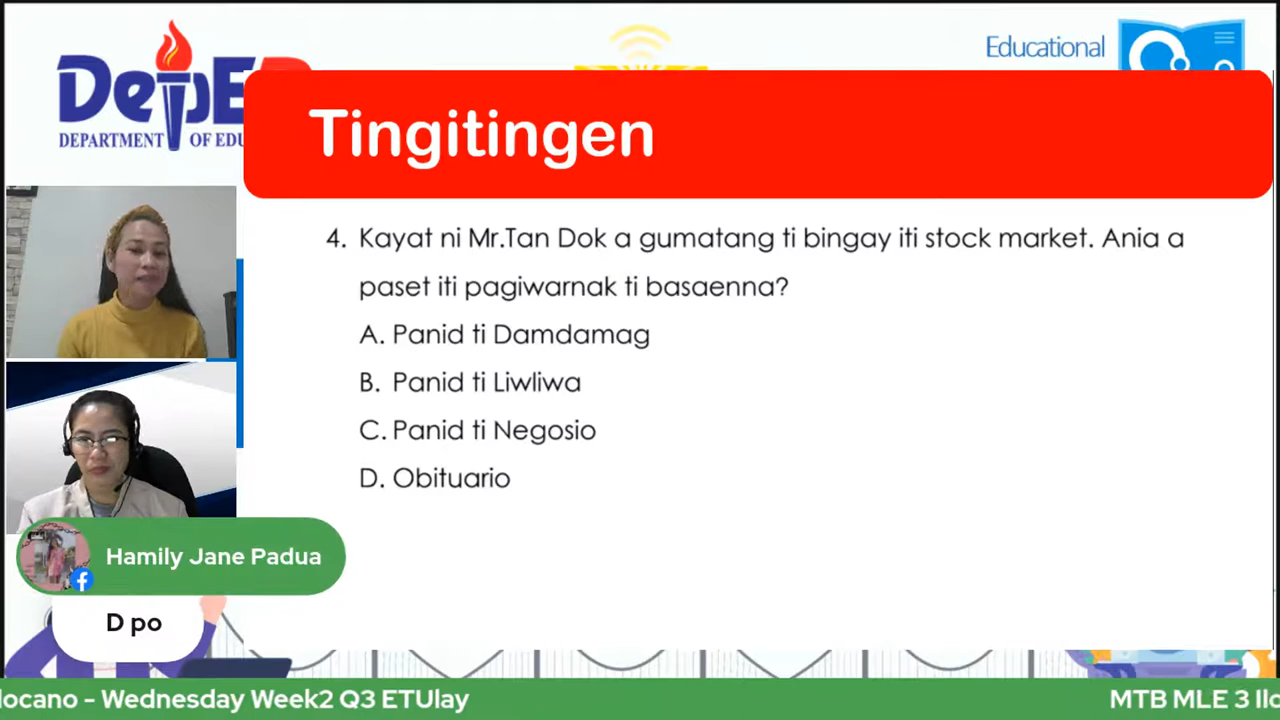 DepED
DEPARTMENT OF EDU
Educational
Tingitingen
4. Kayat ni Mr.Tan Dok a gumatang ti bingay iti stock market. Ania a
paset iti pagiwarnak ti basaenna?
A. Panid ti Damdamag
B. Panid ti Liwliwa
C. Panid ti Negosio
D. Obituario
Hamily Jane Padua
D po
locano - Wednesday Week2 Q3 ETUlay
MTB MLE 3 Ilo